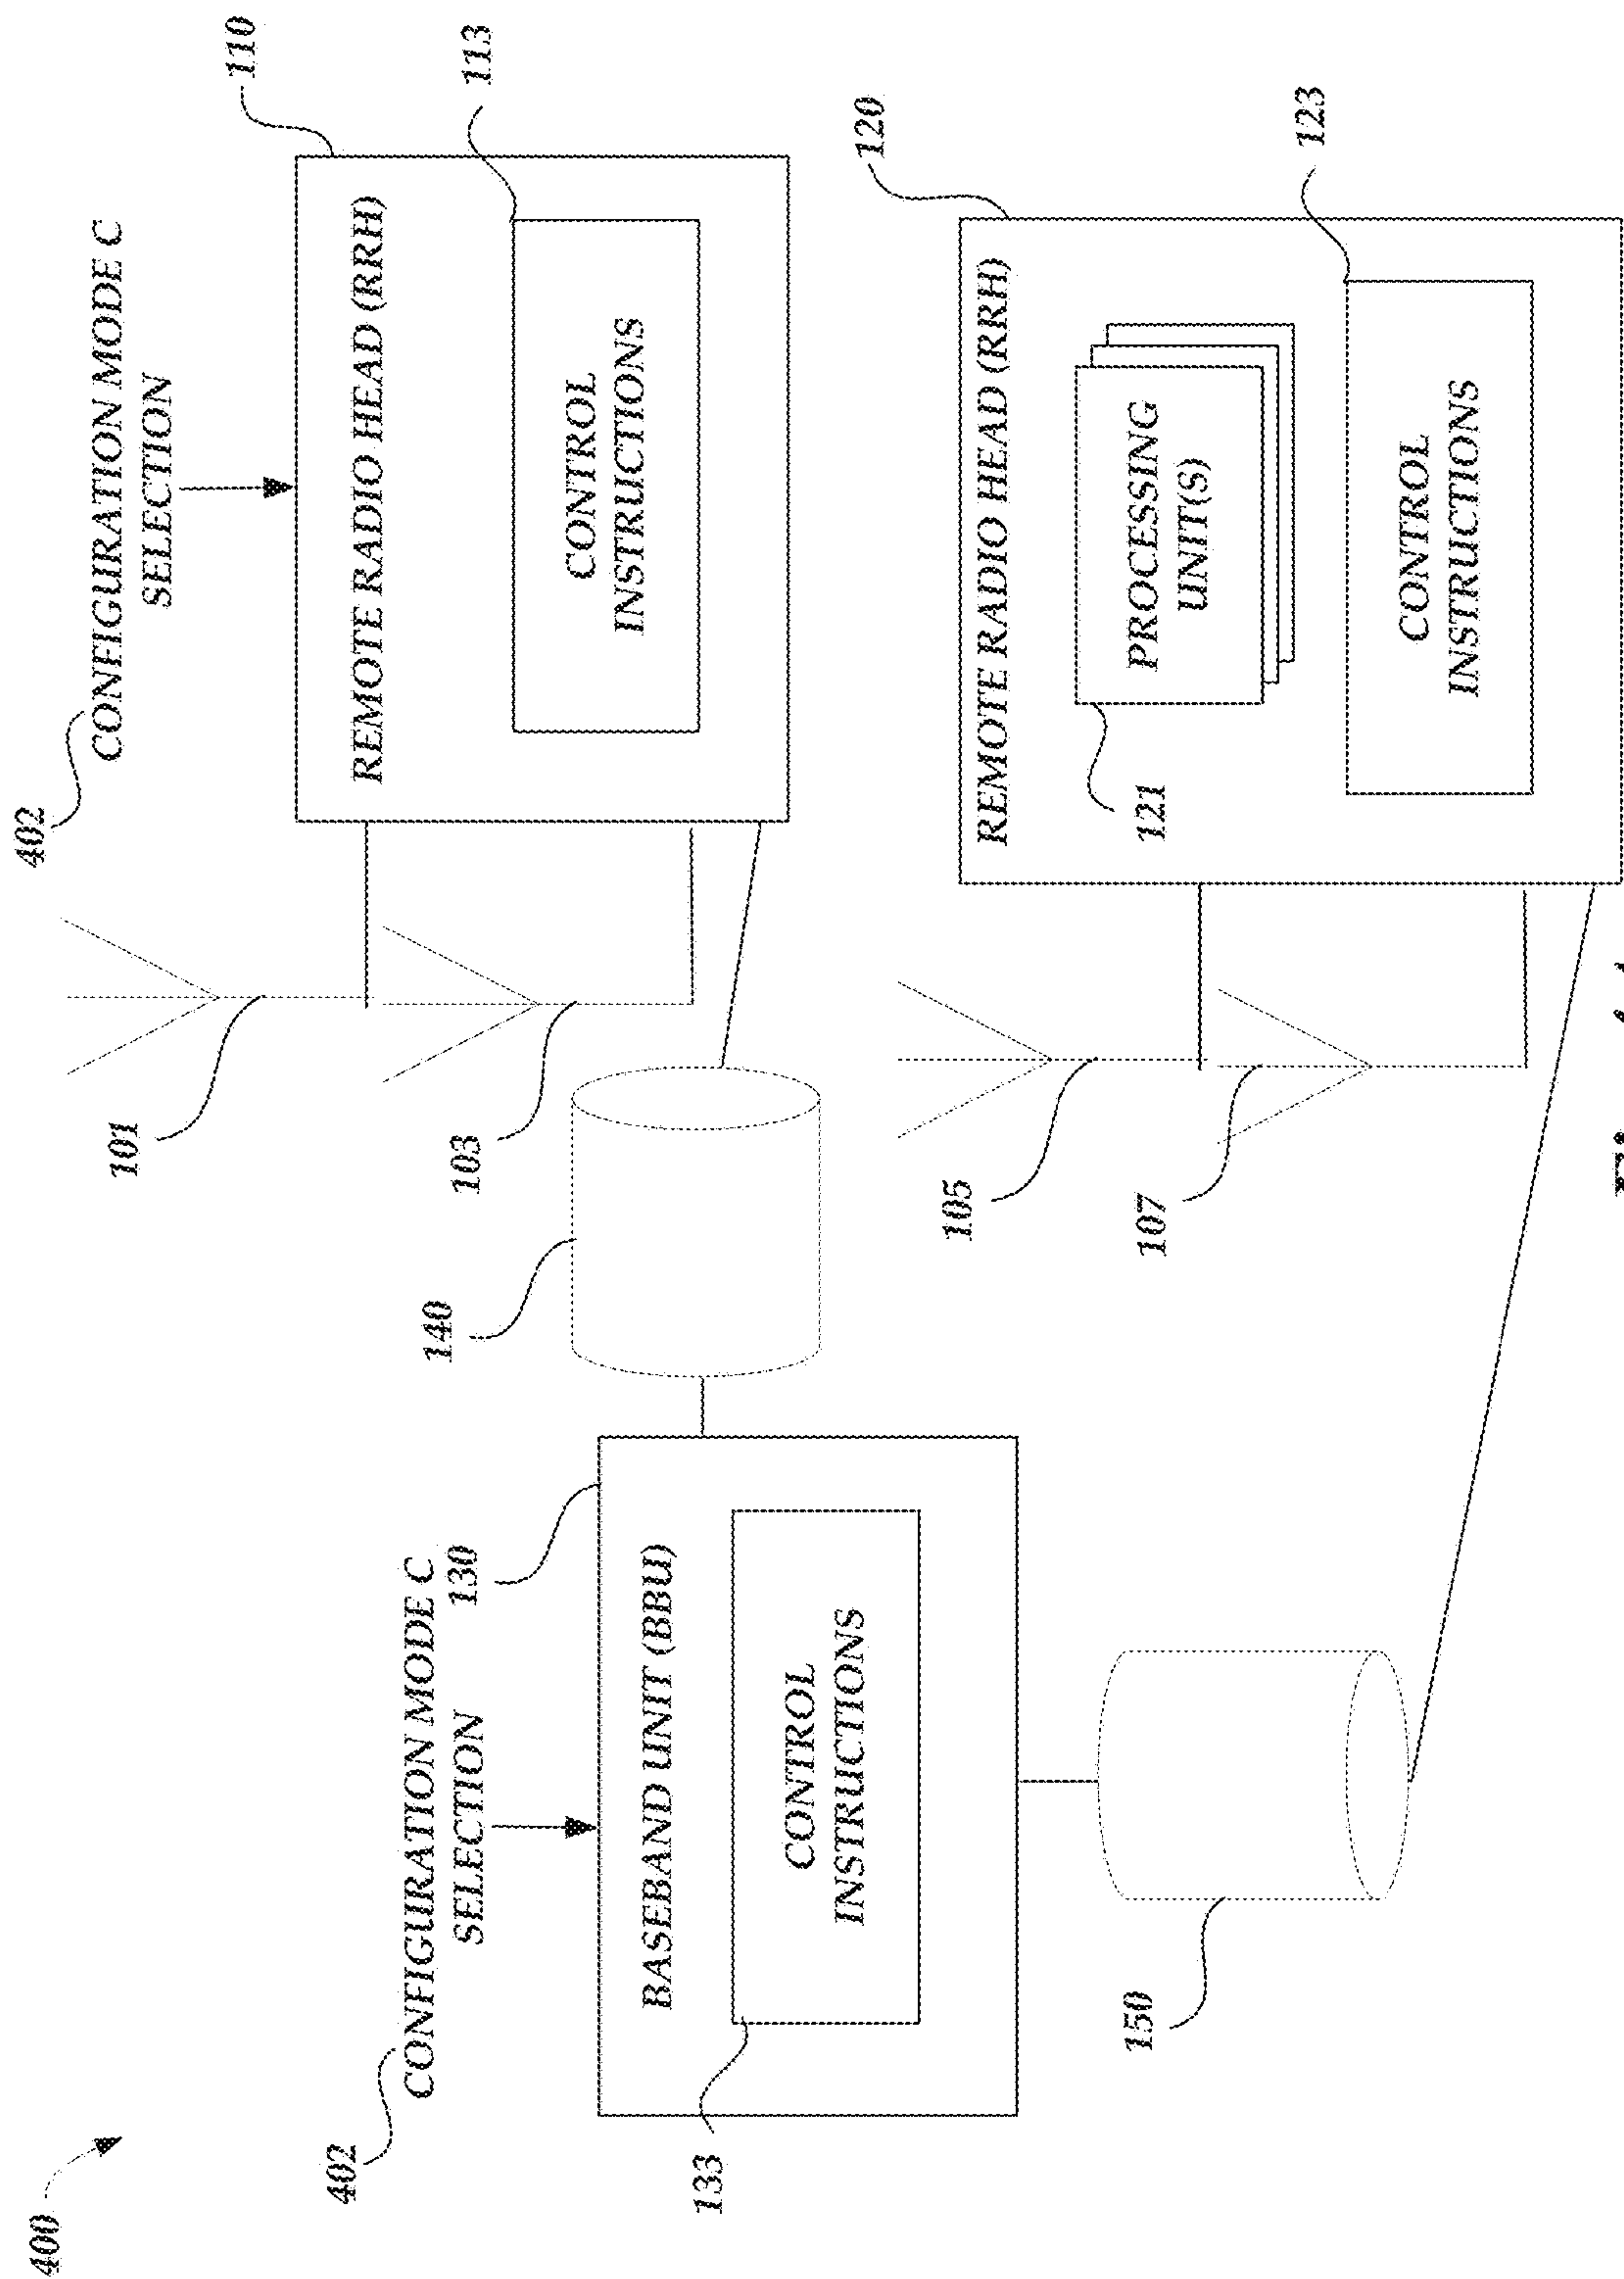 400
402
CONFIGURATION MODE C
SELECTION
110
REMOTE RADIO HEAD (RRH)
113
CONTROL
INSTRUCTIONS
101
103
140
402
CONFIGURATION MODE C
SELECTION
130
BASEBAND UNIT (BBU)
CONTROL
INSTRUCTIONS
133
150
120
REMOTE RADIO HEAD (RRH)
PROCESSING
UNIT(S)
121
123
CONTROL
INSTRUCTIONS
105
107